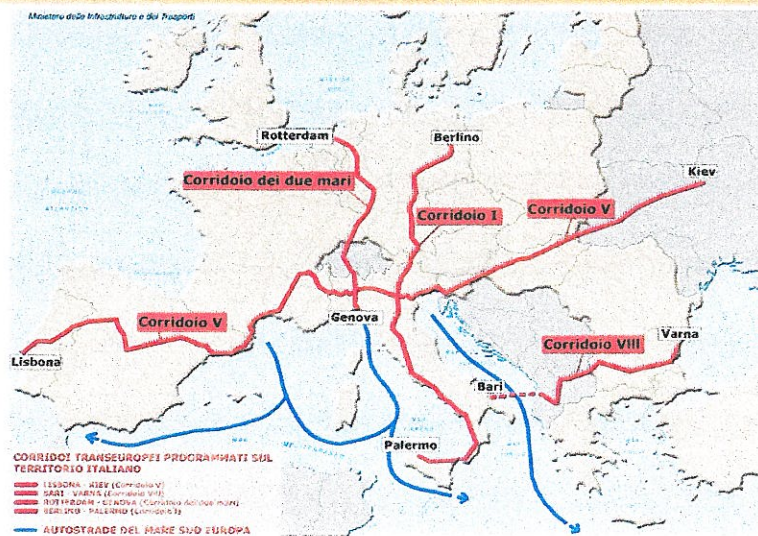 Ministero delle Infrastrutture e dei Trasporti
Rotterdam
Berlino
Corridoio dei due mari
Kiev
Corridoio I
Corridoio V
Corridoio V
Genova
Lisbona
Varna
Corridoio VIII
Bari
Palermo
CORRIDOI TRANSEUROPEI PROGRAMMATI SUL
TERRITORIO ITALIANO
LISBONA - KIEV (Corridoio V)
BARI - VARNA (Corridoio VIII)
ROTTERDAM - GENOVA (Corridoio dei due mari)
BERLINO - PALERMO (Corridoio I)
AUTOSTRADE DEL MARE SUD EUROPA